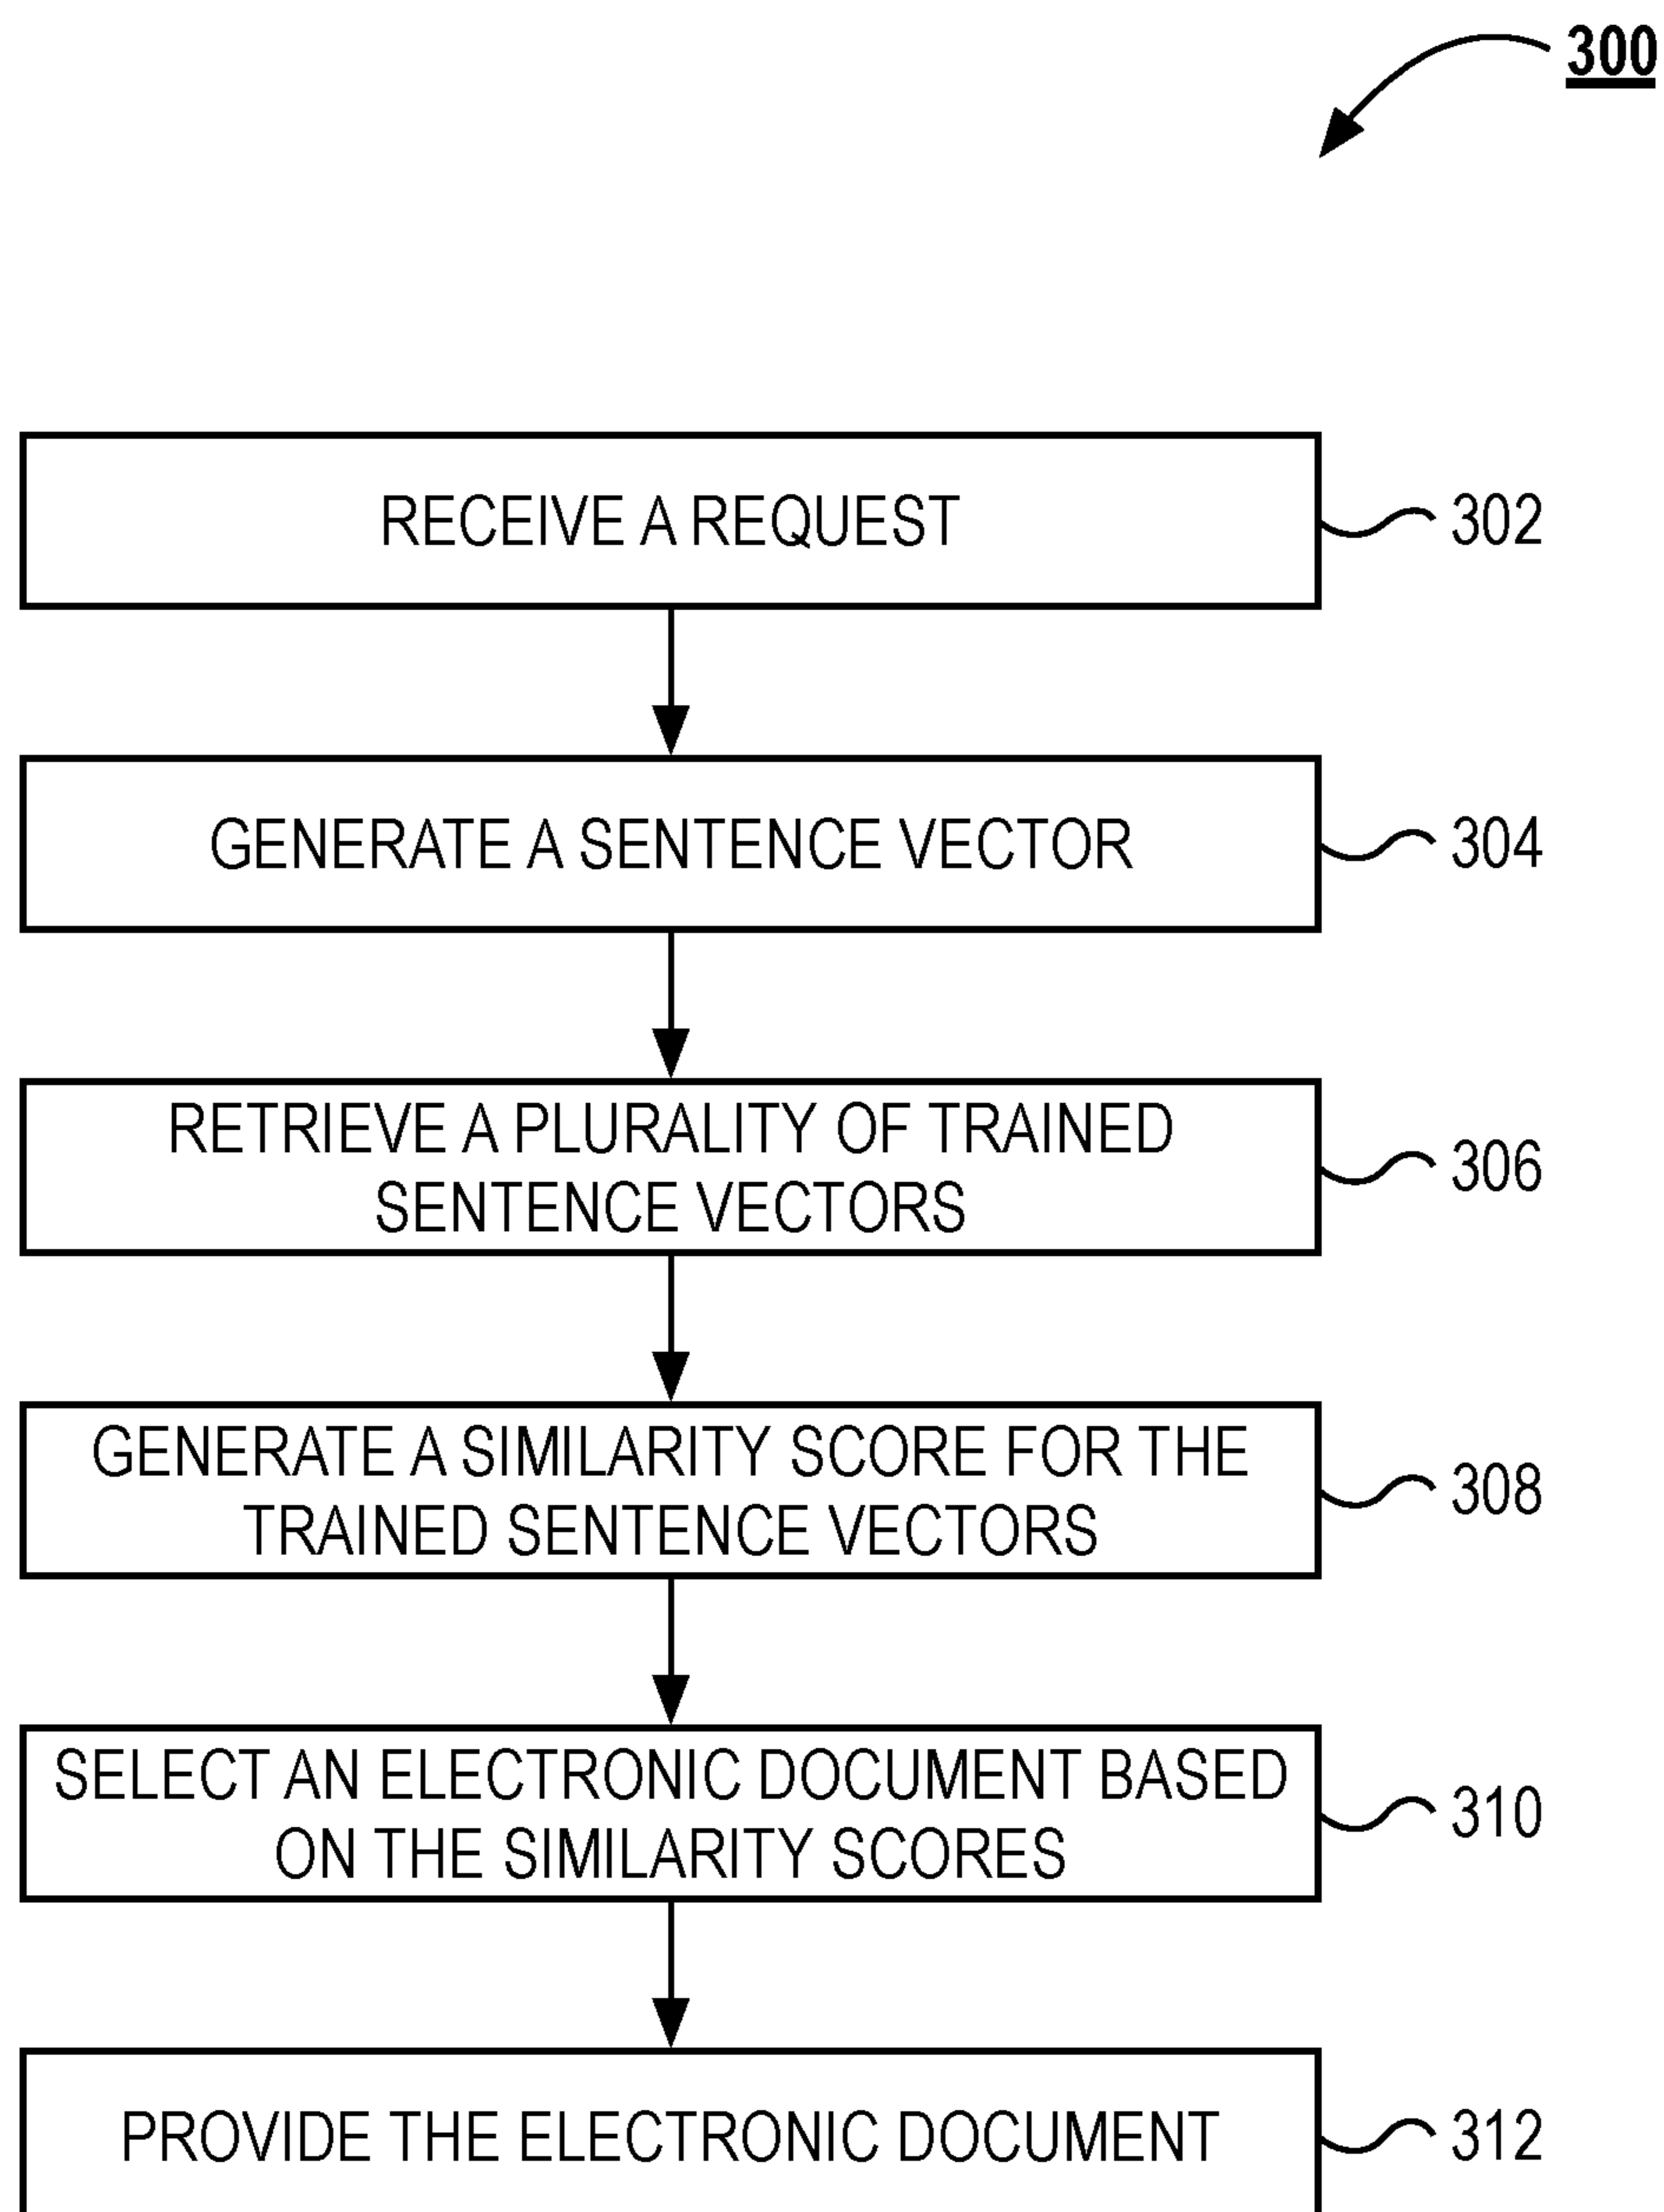 300
RECEIVE A REQUEST
302
GENERATE A SENTENCE VECTOR
304
RETRIEVE A PLURALITY OF TRAINED
SENTENCE VECTORS
306
GENERATE A SIMILARITY SCORE FOR THE
TRAINED SENTENCE VECTORS
308
SELECT AN ELECTRONIC DOCUMENT BASED
ON THE SIMILARITY SCORES
310
PROVIDE THE ELECTRONIC DOCUMENT
312